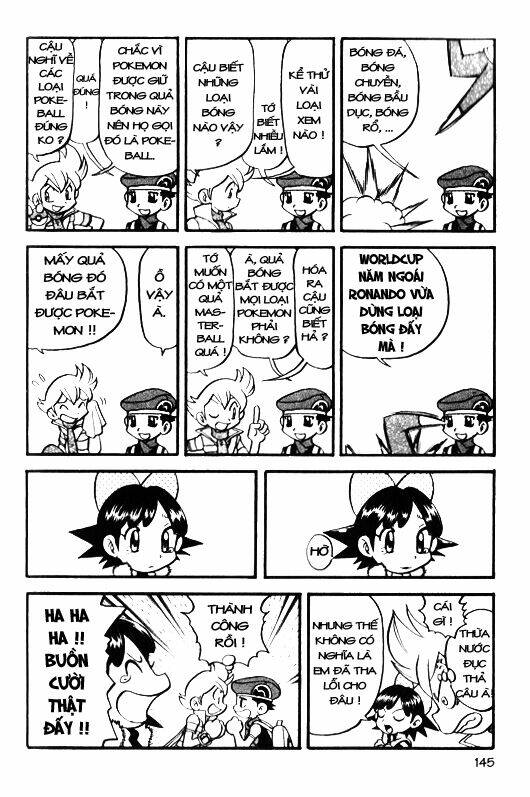 CẬU
NGHĨ VỀ
CÁC
LOẠI
POKE-
BALL
ĐÚNG
KO ?
QUÁ
ĐÚNG !
CHẮC VÌ
POKEMON
ĐƯỢC GIỮ
TRONG QUẢ
BÓNG NÀY
NÊN HỌ GỌI
ĐÓ LÀ POKE-
BALL.
CẬU BIẾT
NHỮNG
LOẠI
BÓNG
NÀO VẬY ?
TỚ
BIẾT
NHIỀU
LẮM !
KỂ THỬ
VÀI
LOẠI
XEM
NÀO !
BÓNG ĐÁ,
BÓNG
CHUYỀN,
BÓNG BẦU
DỤC, BÓNG
RỔ, ...
MẤY QUẢ
BÓNG ĐÓ
ĐÂU BẮT
ĐƯỢC POKE-
MON !!
Ồ
VẬY
À.
TỚ
MUỐN
CÓ MỘT
QUẢ
MAS-
TER-
BALL
QUÁ !
À, QUẢ
BÓNG
BẮT ĐƯỢC
MỌI LOẠI
POKEMON
PHẢI
KHÔNG ?
HÓA
RA
CẬU
CŨNG
BIẾT
HẢ ?
WORLDCUP
NĂM NGOÁI
RONANDO VỪA
DÙNG LOẠI
BÓNG ĐẤY
MÀ !
HỜ
HA HA
HA !!
BUỒN
CƯỜI
THẬT
ĐẤY !!
THÀNH
CÔNG
RỒI !
NHƯNG THẾ
KHÔNG CÓ
NGHĨA LÀ
EM ĐÃ THA
LỖI CHO
ĐÂU !
CÁI
GÌ !
THỪA
NƯỚC
ĐỤC THẢ
CÂU À !
145